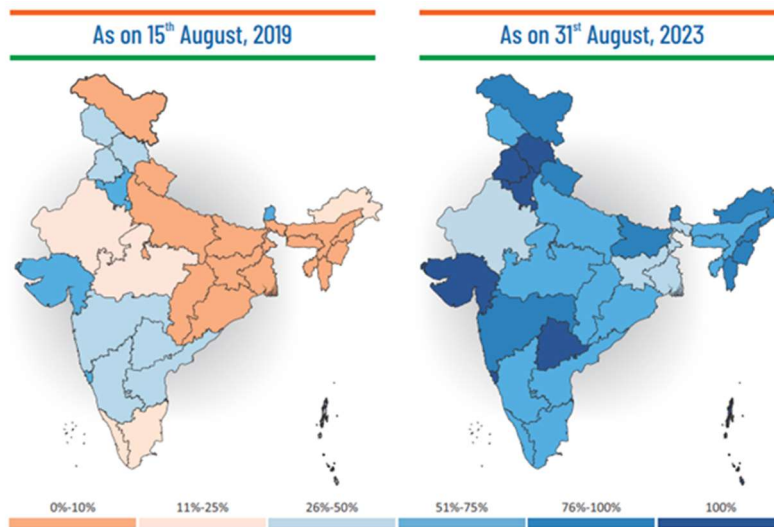 As on 15th August, 2019
As on 31st August, 2023
0%-10% 11%-25% 26%-50% 51%-75% 76%-100% 100%